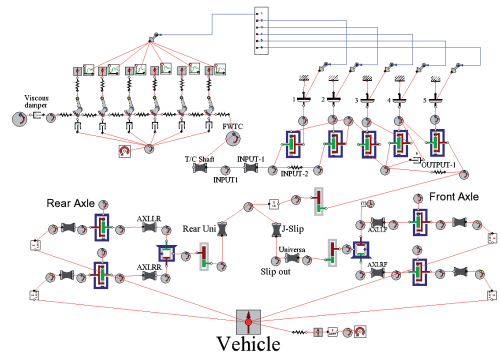 Viscous
damper
1 2 3 4 5
FWTC
T/C Shaft
INPUT-1
INPUT1
INPUT-2
OUTPUT-1
Rear Axle
Front Axle
AXLLR
Rear Uni
J-Slip
AXLLF
Universa
Slip out
AXLRR
AXLRF
Vehicle